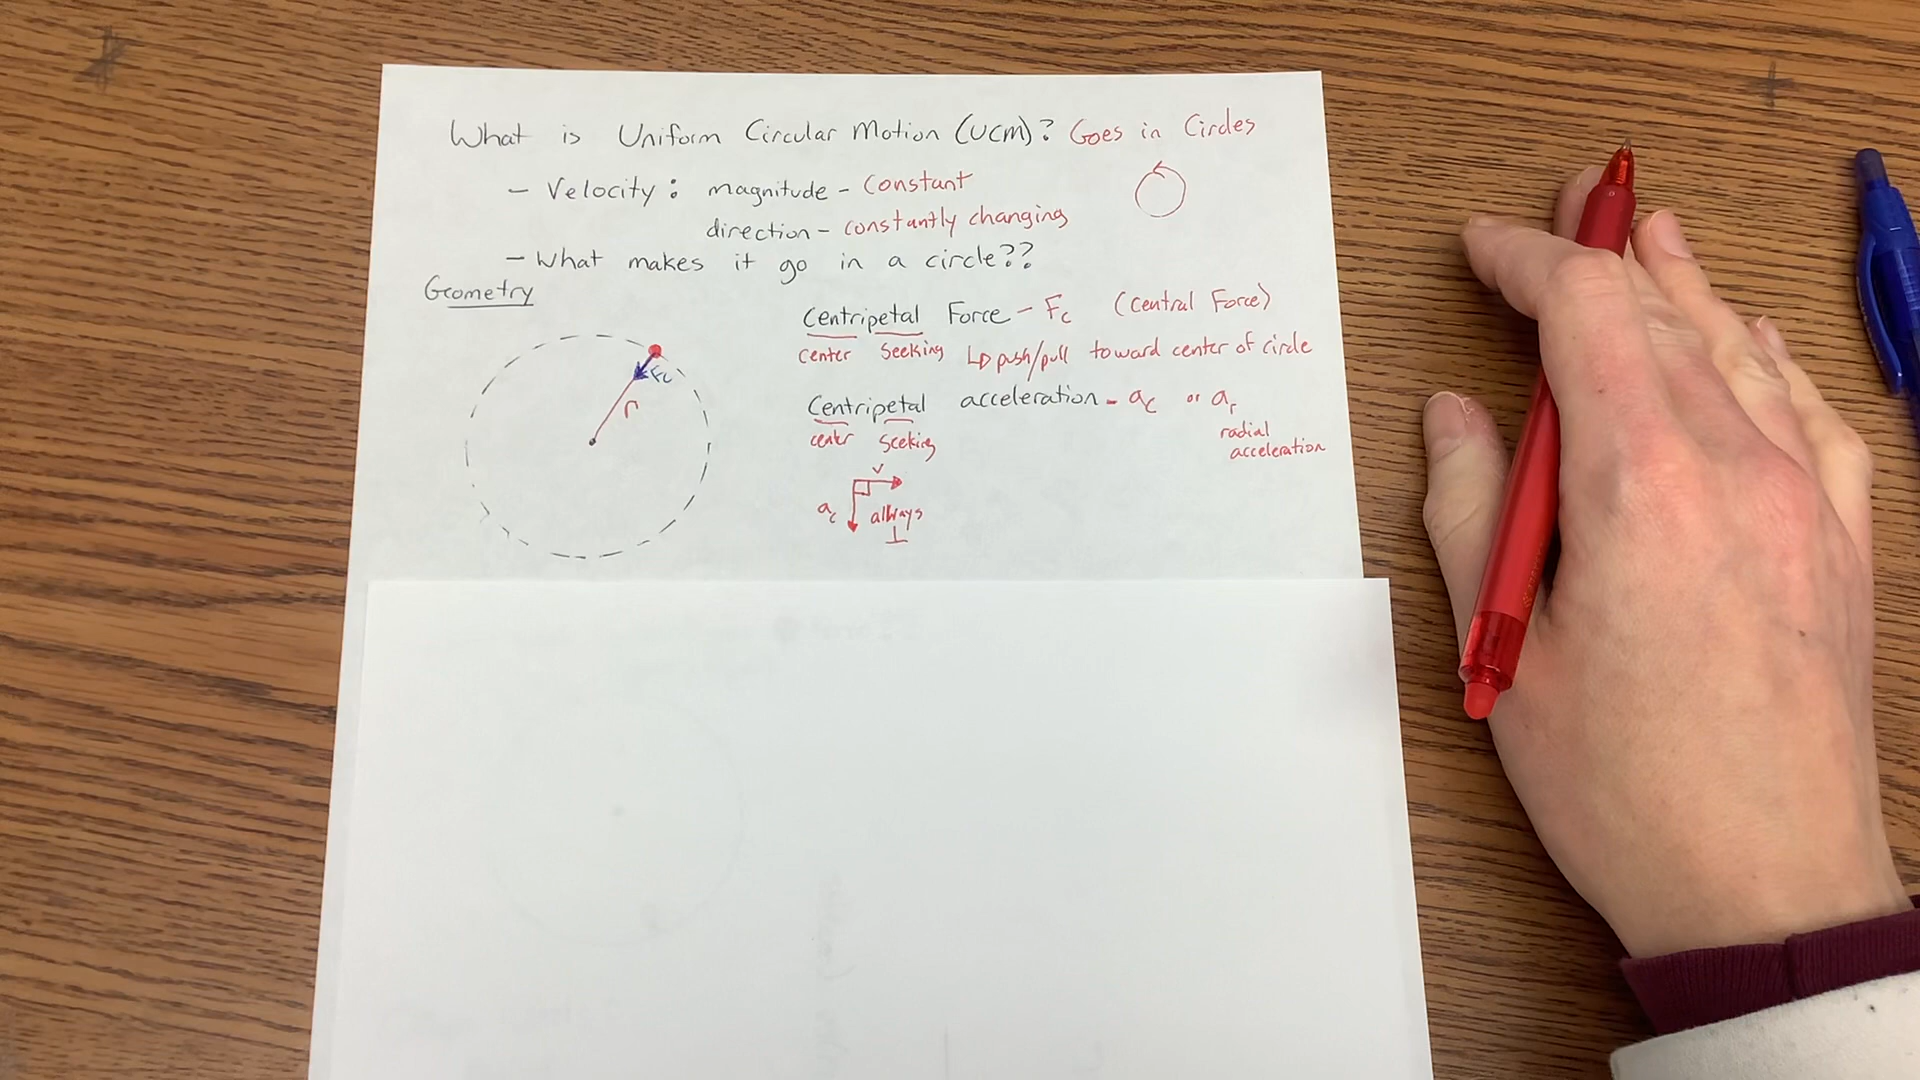 What is Uniform Circular Motion (UCM)? Goes in Circles
- Velocity: magnitude - constant
direction - constantly changing
- What makes it go in a circle??
Geometry
Fc
r
Centripetal Force - Fc (Central Force)
center seeking ↳ push/pull toward center of circle
Centripetal acceleration - ac or ar
center seeking
radial
acceleration
v
ac
always
⊥